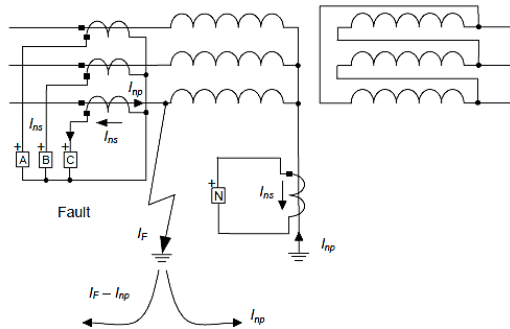 Inp
Ins
Ins
+
A
+
B
+
C
+
N
Ins
Fault
IF
Inp
IF – Inp
Inp